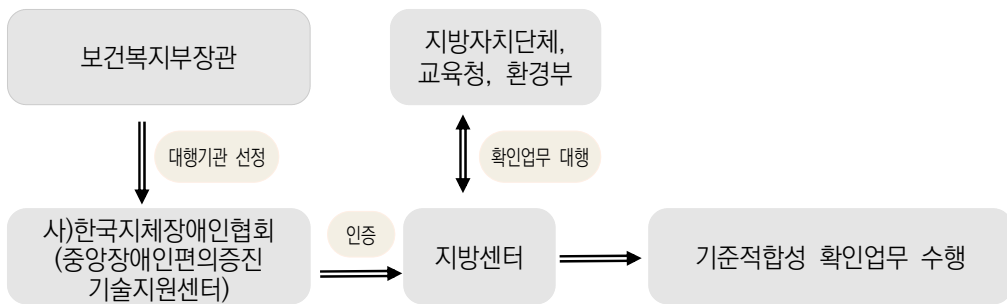 보건복지부장관
지방자치단체,
교육청, 환경부
대행기관 선정
확인업무 대행
사)한국지체장애인협회
(중앙장애인편의증진
기술지원센터)
인증
지방센터
기준적합성 확인업무 수행